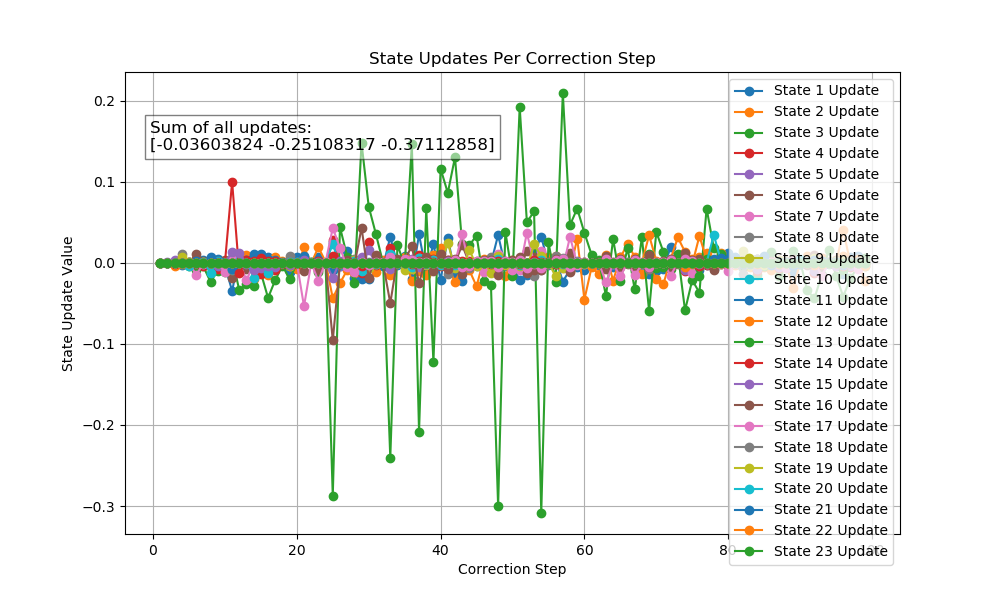 State Updates Per Correction Step
0.2
0.1
0.0
−0.1
−0.2
−0.3
State Update Value
Sum of all updates:
[-0.03603824 -0.25108317 -0.37112858]
State 1 Update
State 2 Update
State 3 Update
State 4 Update
State 5 Update
State 6 Update
State 7 Update
State 8 Update
State 9 Update
State 10 Update
State 11 Update
State 12 Update
State 13 Update
State 14 Update
State 15 Update
State 16 Update
State 17 Update
State 18 Update
State 19 Update
State 20 Update
State 21 Update
State 22 Update
State 23 Update
0
20
40
60
80
Correction Step